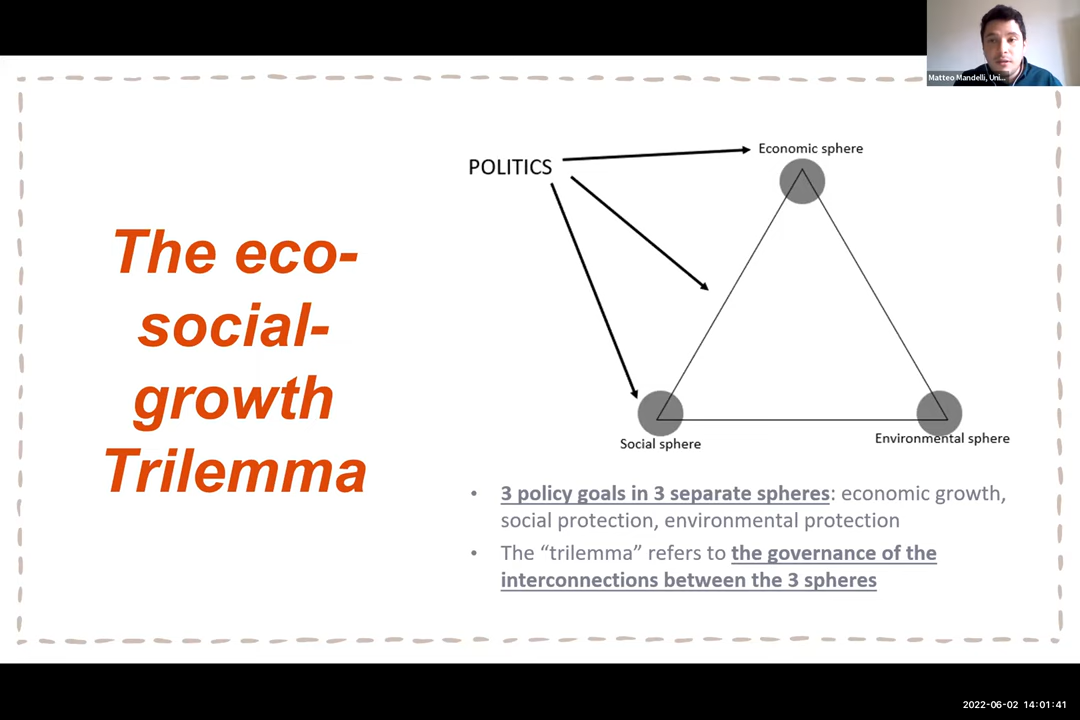 Matteo Mandelli, Uni...
The eco-
social-
growth
Trilemma
POLITICS
Economic sphere
Social sphere
Environmental sphere
• 3 policy goals in 3 separate spheres: economic growth,
social protection, environmental protection
• The “trilemma” refers to the governance of the
interconnections between the 3 spheres
2022-06-02 14:01:41